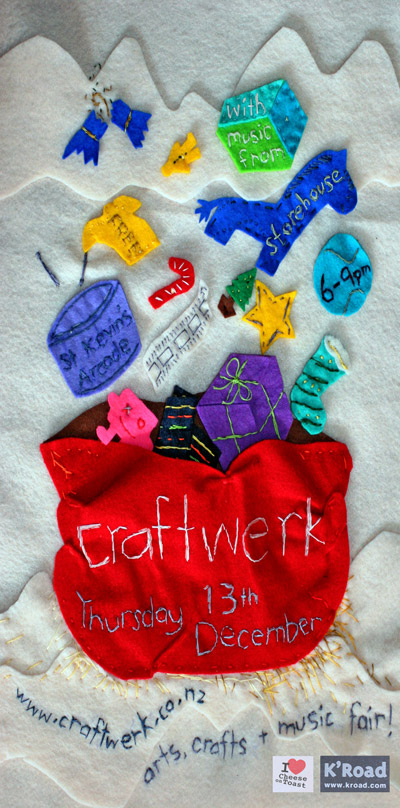 with
music
from
storehouse
FREE
6-9pm
St Kevin's
Arcade
craftwerk
Thursday 13th
December
www.craftwerk.co.nz
arts, crafts + music fair!
I ♥
Cheese
on Toast
K'Road
www.kroad.com